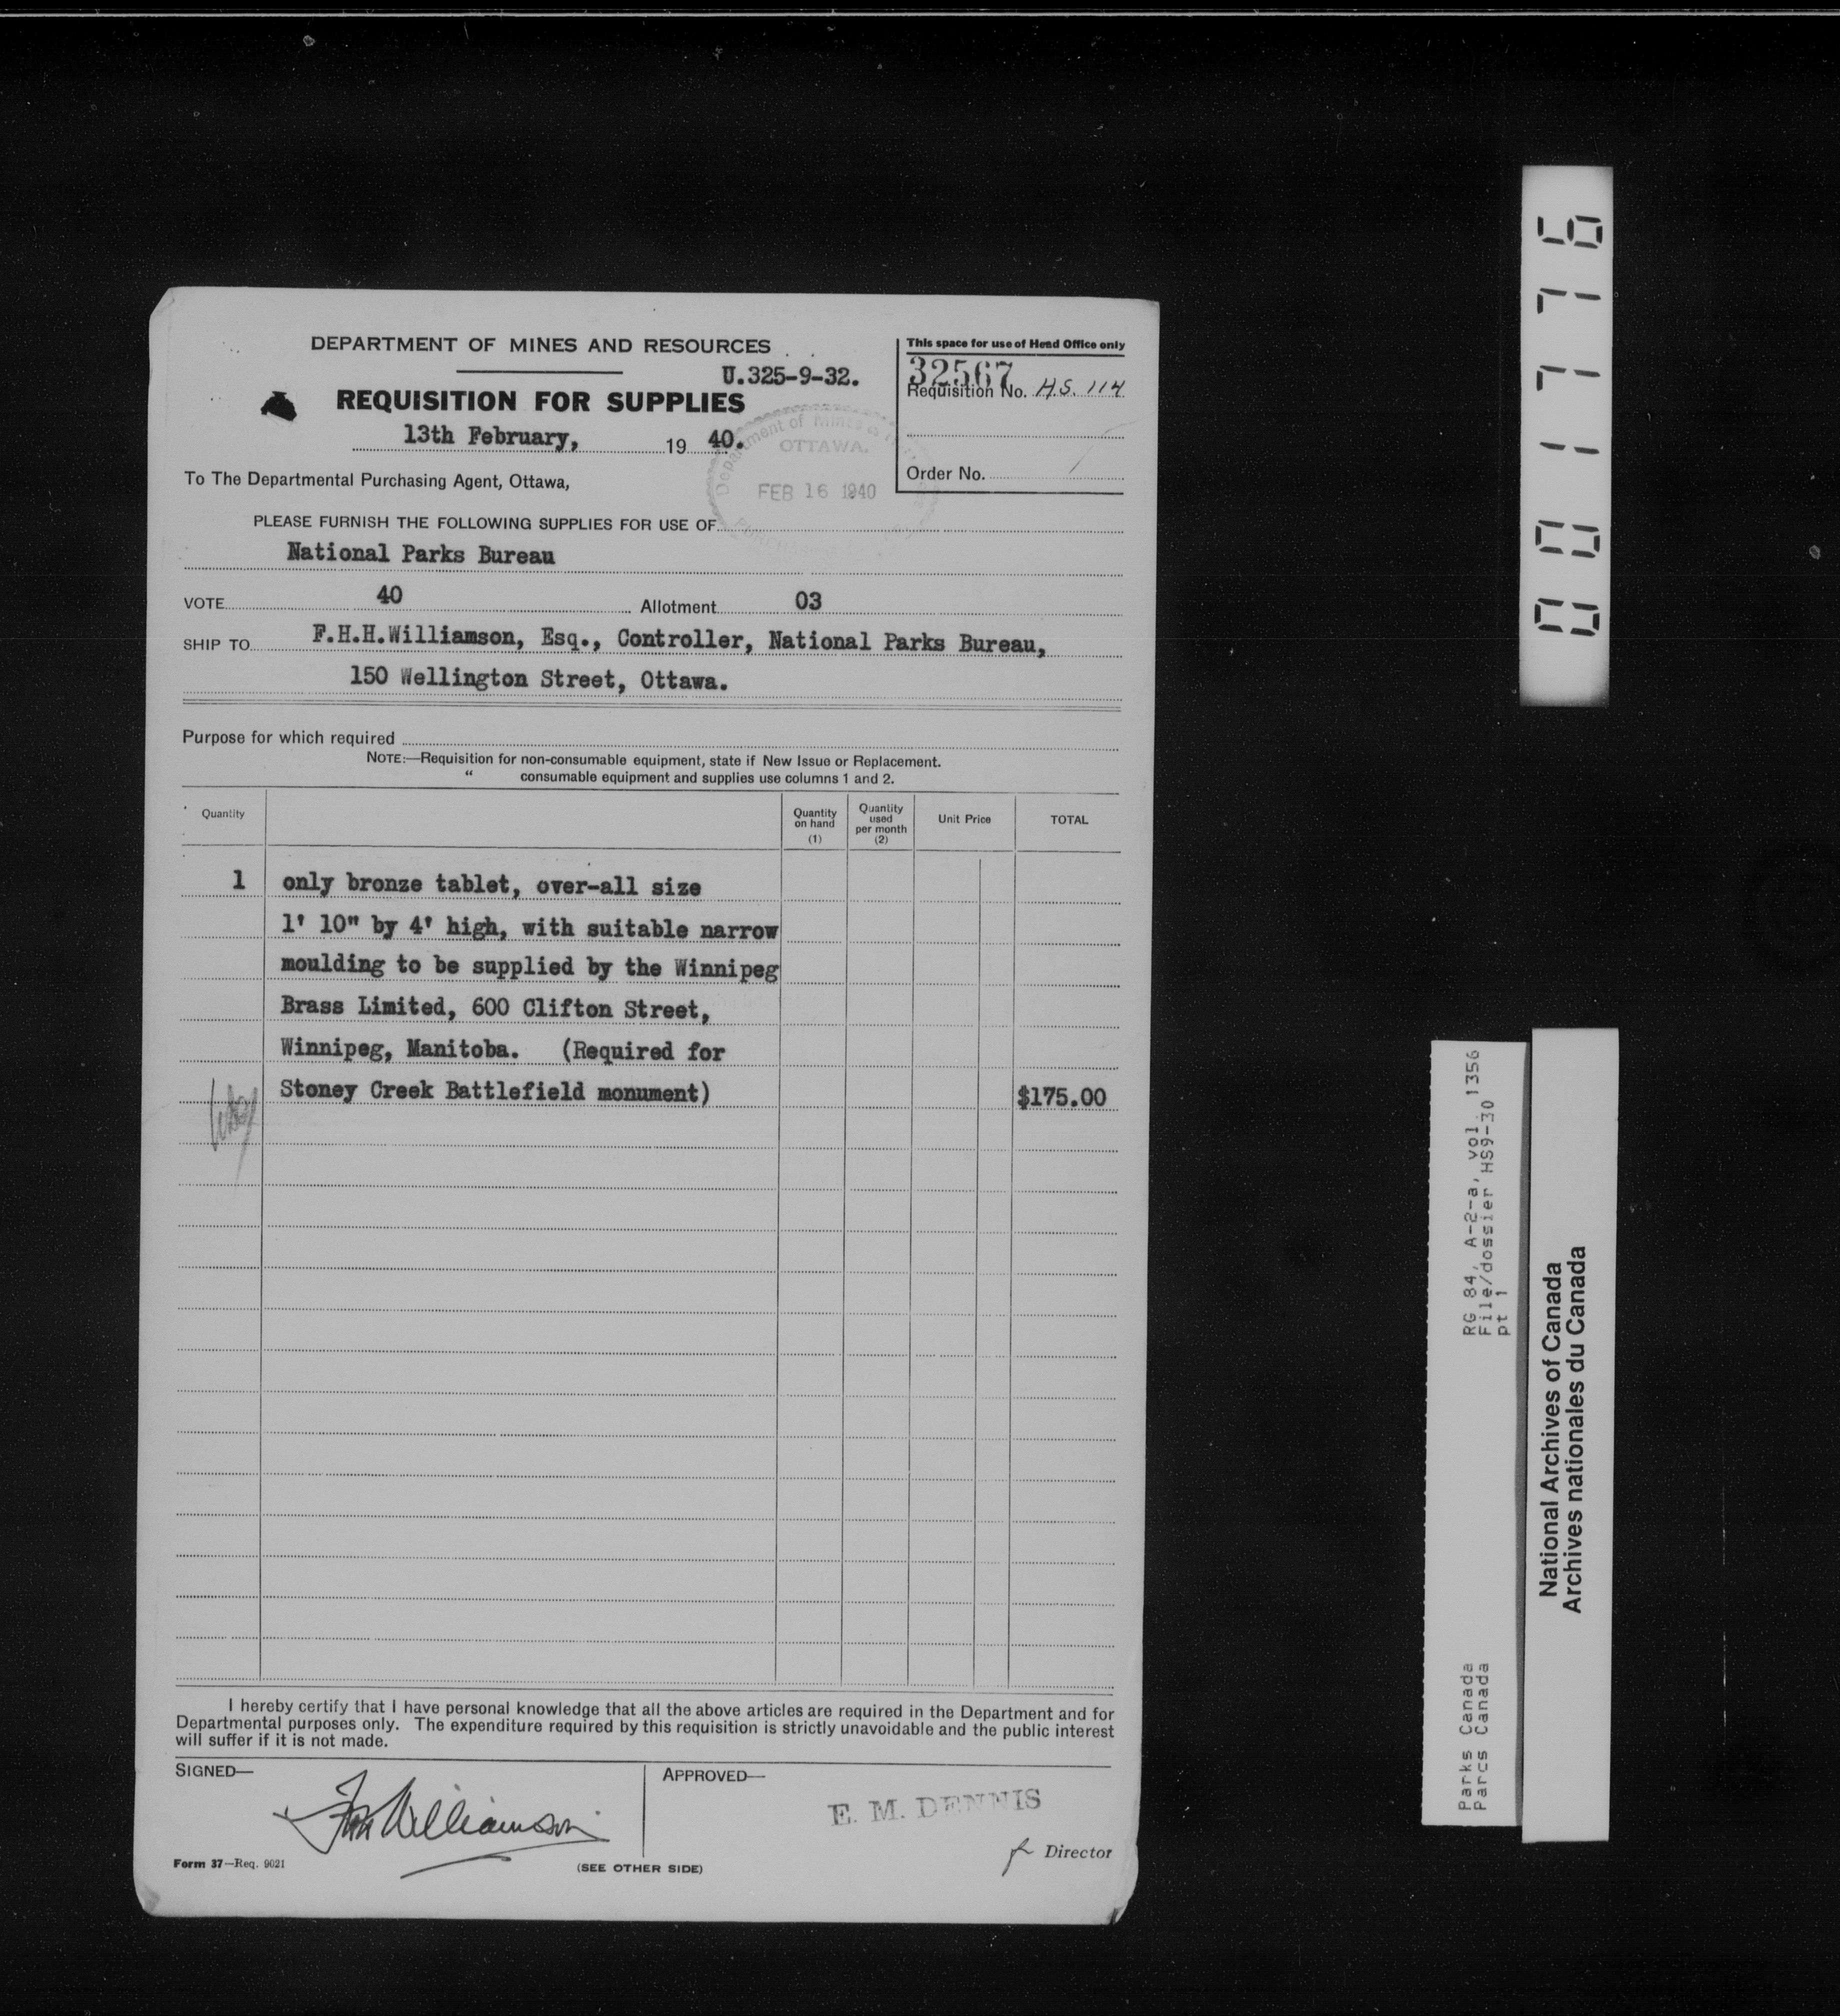 DEPARTMENT OF MINES AND RESOURCES
U.325-9-32.
REQUISITION FOR SUPPLIES
13th February, 19 40.
This space for use of Head Office only
32567
Requisition No. H.S. 114
Order No.
Department of Mines &
OTTAWA.
FEB 16 1940
To The Departmental Purchasing Agent, Ottawa,
PLEASE FURNISH THE FOLLOWING SUPPLIES FOR USE OF
National Parks Bureau
VOTE 40 Allotment 03
SHIP TO F.H.H.Williamson, Esq., Controller, National Parks Bureau,
150 Wellington Street, Ottawa.
Purpose for which required
NOTE:—Requisition for non-consumable equipment, state if New Issue or Replacement.
" consumable equipment and supplies use columns 1 and 2.
Quantity
Quantity on hand (1)
Quantity used per month (2)
Unit Price
TOTAL
1 only bronze tablet, over-all size
1' 10" by 4' high, with suitable narrow
moulding to be supplied by the Winnipeg
Brass Limited, 600 Clifton Street,
Winnipeg, Manitoba. (Required for
Stoney Creek Battlefield monument) $175.00
I hereby certify that I have personal knowledge that all the above articles are required in the Department and for
Departmental purposes only. The expenditure required by this requisition is strictly unavoidable and the public interest
will suffer if it is not made.
SIGNED—
APPROVED—
Williamson
E. M. DENNIS
f Director
Form 37—Req. 9021
(SEE OTHER SIDE)
001776
RG 84, A-2-a, vol. 1356
File/dossier HS9-30
pt 1
Parks Canada
Parcs Canada
National Archives of Canada
Archives nationales du Canada